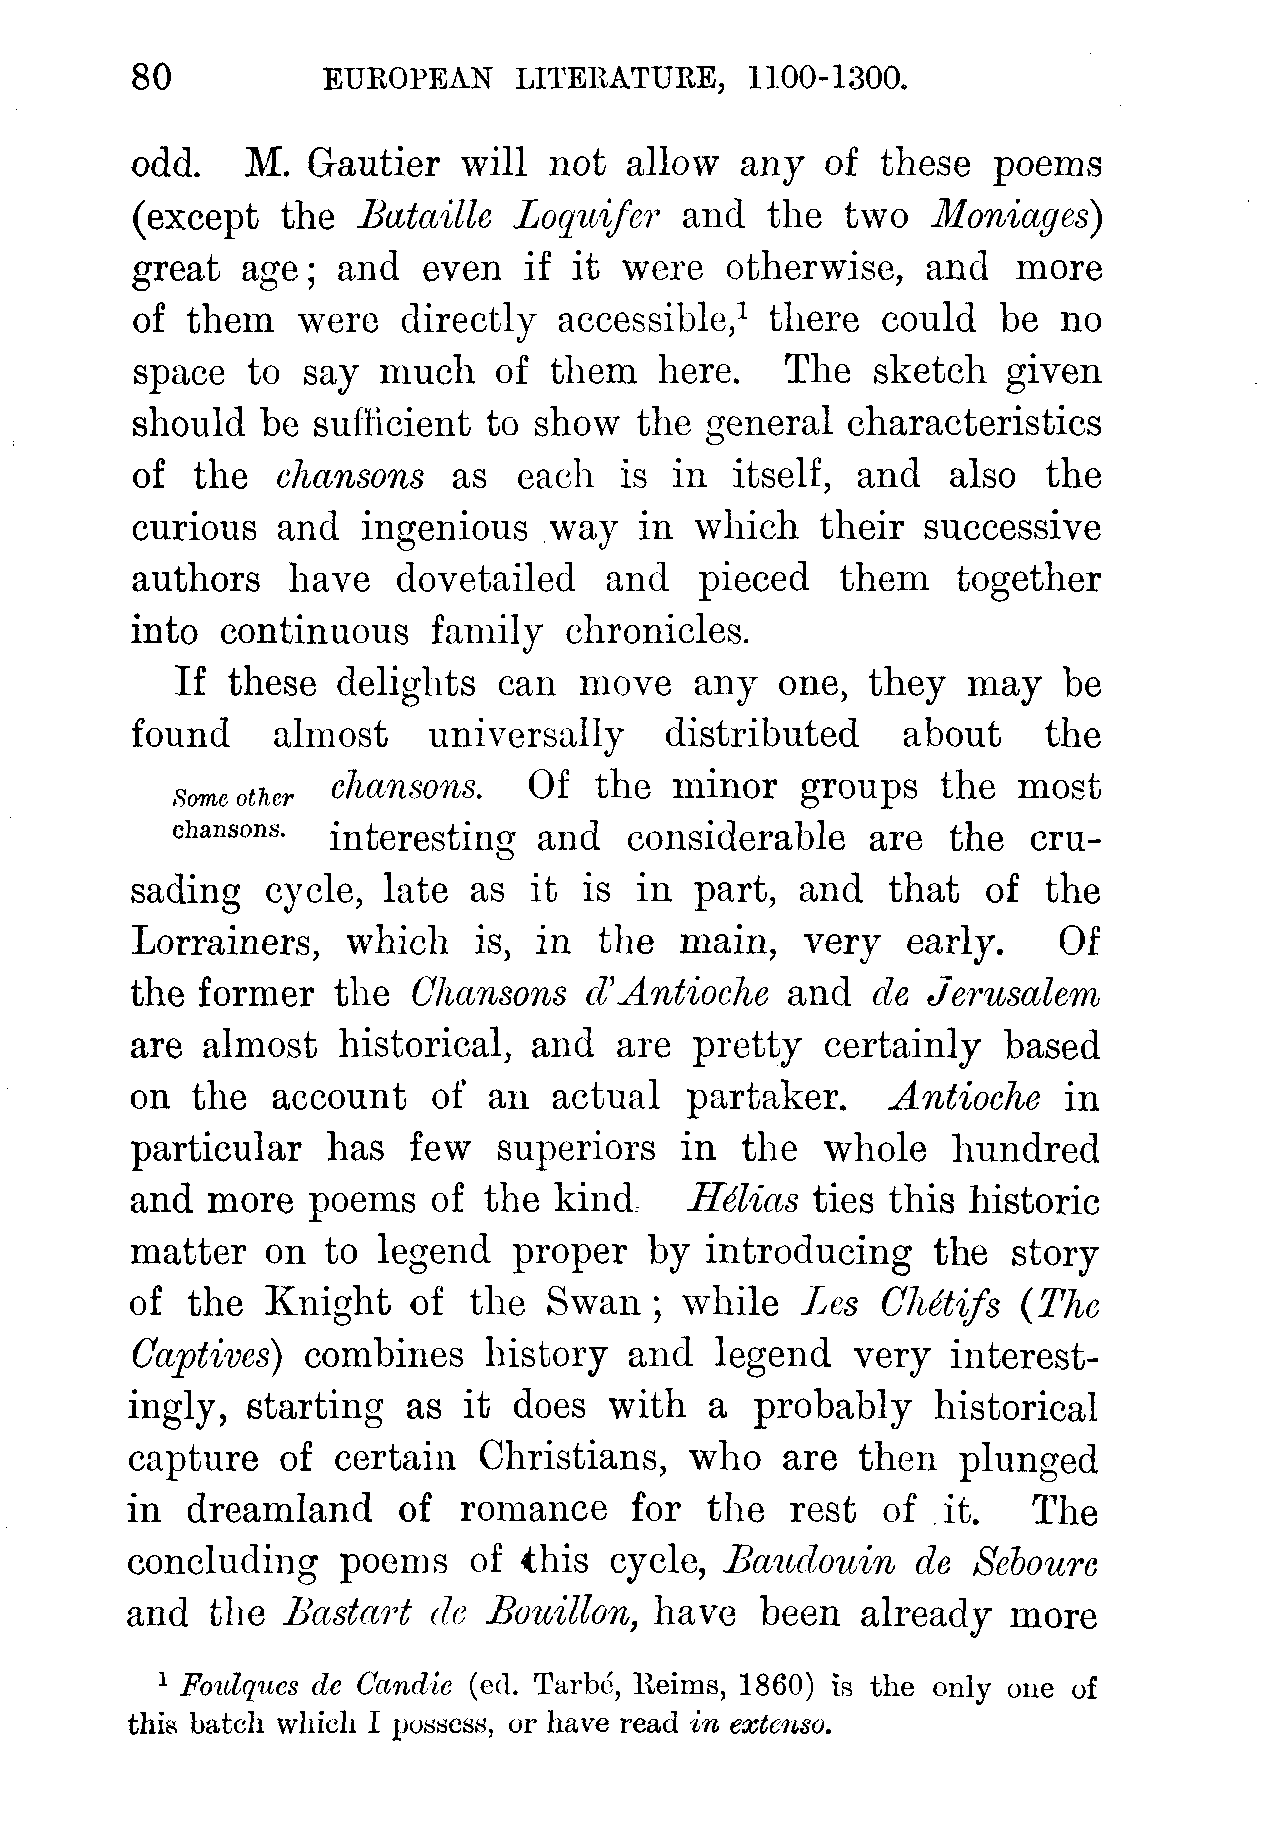 80 EUROPEAN LITERATURE, 1100-1300.
odd. M. Gautier will not allow any of these poems
(except the Bataille Loquifer and the two Moniages)
great age; and even if it were otherwise, and more
of them were directly accessible,¹ there could be no
space to say much of them here. The sketch given
should be sufficient to show the general characteristics
of the chansons as each is in itself, and also the
curious and ingenious way in which their successive
authors have dovetailed and pieced them together
into continuous family chronicles.
If these delights can move any one, they may be
found almost universally distributed about the
Some other
chansons.
chansons. Of the minor groups the most
interesting and considerable are the cru-
sading cycle, late as it is in part, and that of the
Lorrainers, which is, in the main, very early. Of
the former the Chansons d'Antioche and de Jerusalem
are almost historical, and are pretty certainly based
on the account of an actual partaker. Antioche in
particular has few superiors in the whole hundred
and more poems of the kind. Hélias ties this historic
matter on to legend proper by introducing the story
of the Knight of the Swan; while Les Chétifs (The
Captives) combines history and legend very interest-
ingly, starting as it does with a probably historical
capture of certain Christians, who are then plunged
in dreamland of romance for the rest of it. The
concluding poems of this cycle, Baudouin de Sebourc
and the Bastart de Bouillon, have been already more
¹ Foulques de Candie (ed. Tarbé, Reims, 1860) is the only one of
this batch which I possess, or have read in extenso.